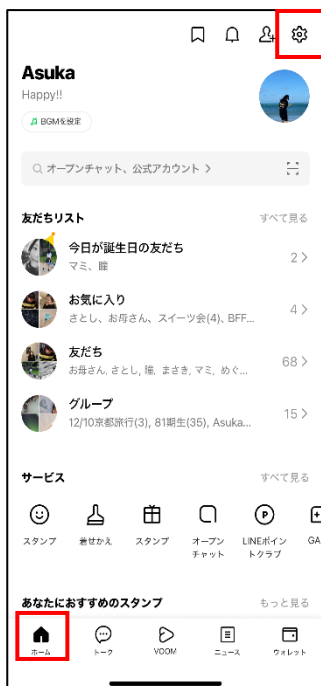 Asuka
Happy!!
BGMを設定
オープンチャット、公式アカウント
友だちリスト すべて見る
今日が誕生日の友だち
マミ、瞳
2
お気に入り
さとし、お母さん、スイーツ会(4)、BFF...
4
友だち
お母さん, さとし, 瞳, まさき, マミ, めぐ...
68
グループ
12/10京都旅行(3), 81期生(35), Asuka...
15
サービス すべて見る
スタンプ 着せかえ スタンプ オープン LINEポイン GA
チャット トクラブ
あなたにおすすめのスタンプ もっと見る
ホーム トーク VOOM ニュース ウォレット